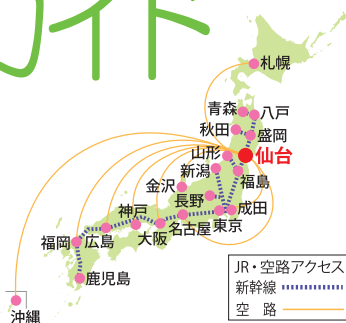 ガイド
札幌
青森 八戸
秋田 盛岡
山形 仙台
新潟 福島
金沢
長野 成田
神戸 東京
名古屋
福岡 広島 大阪
鹿児島
沖縄
JR・空路アクセス
新幹線
空 路